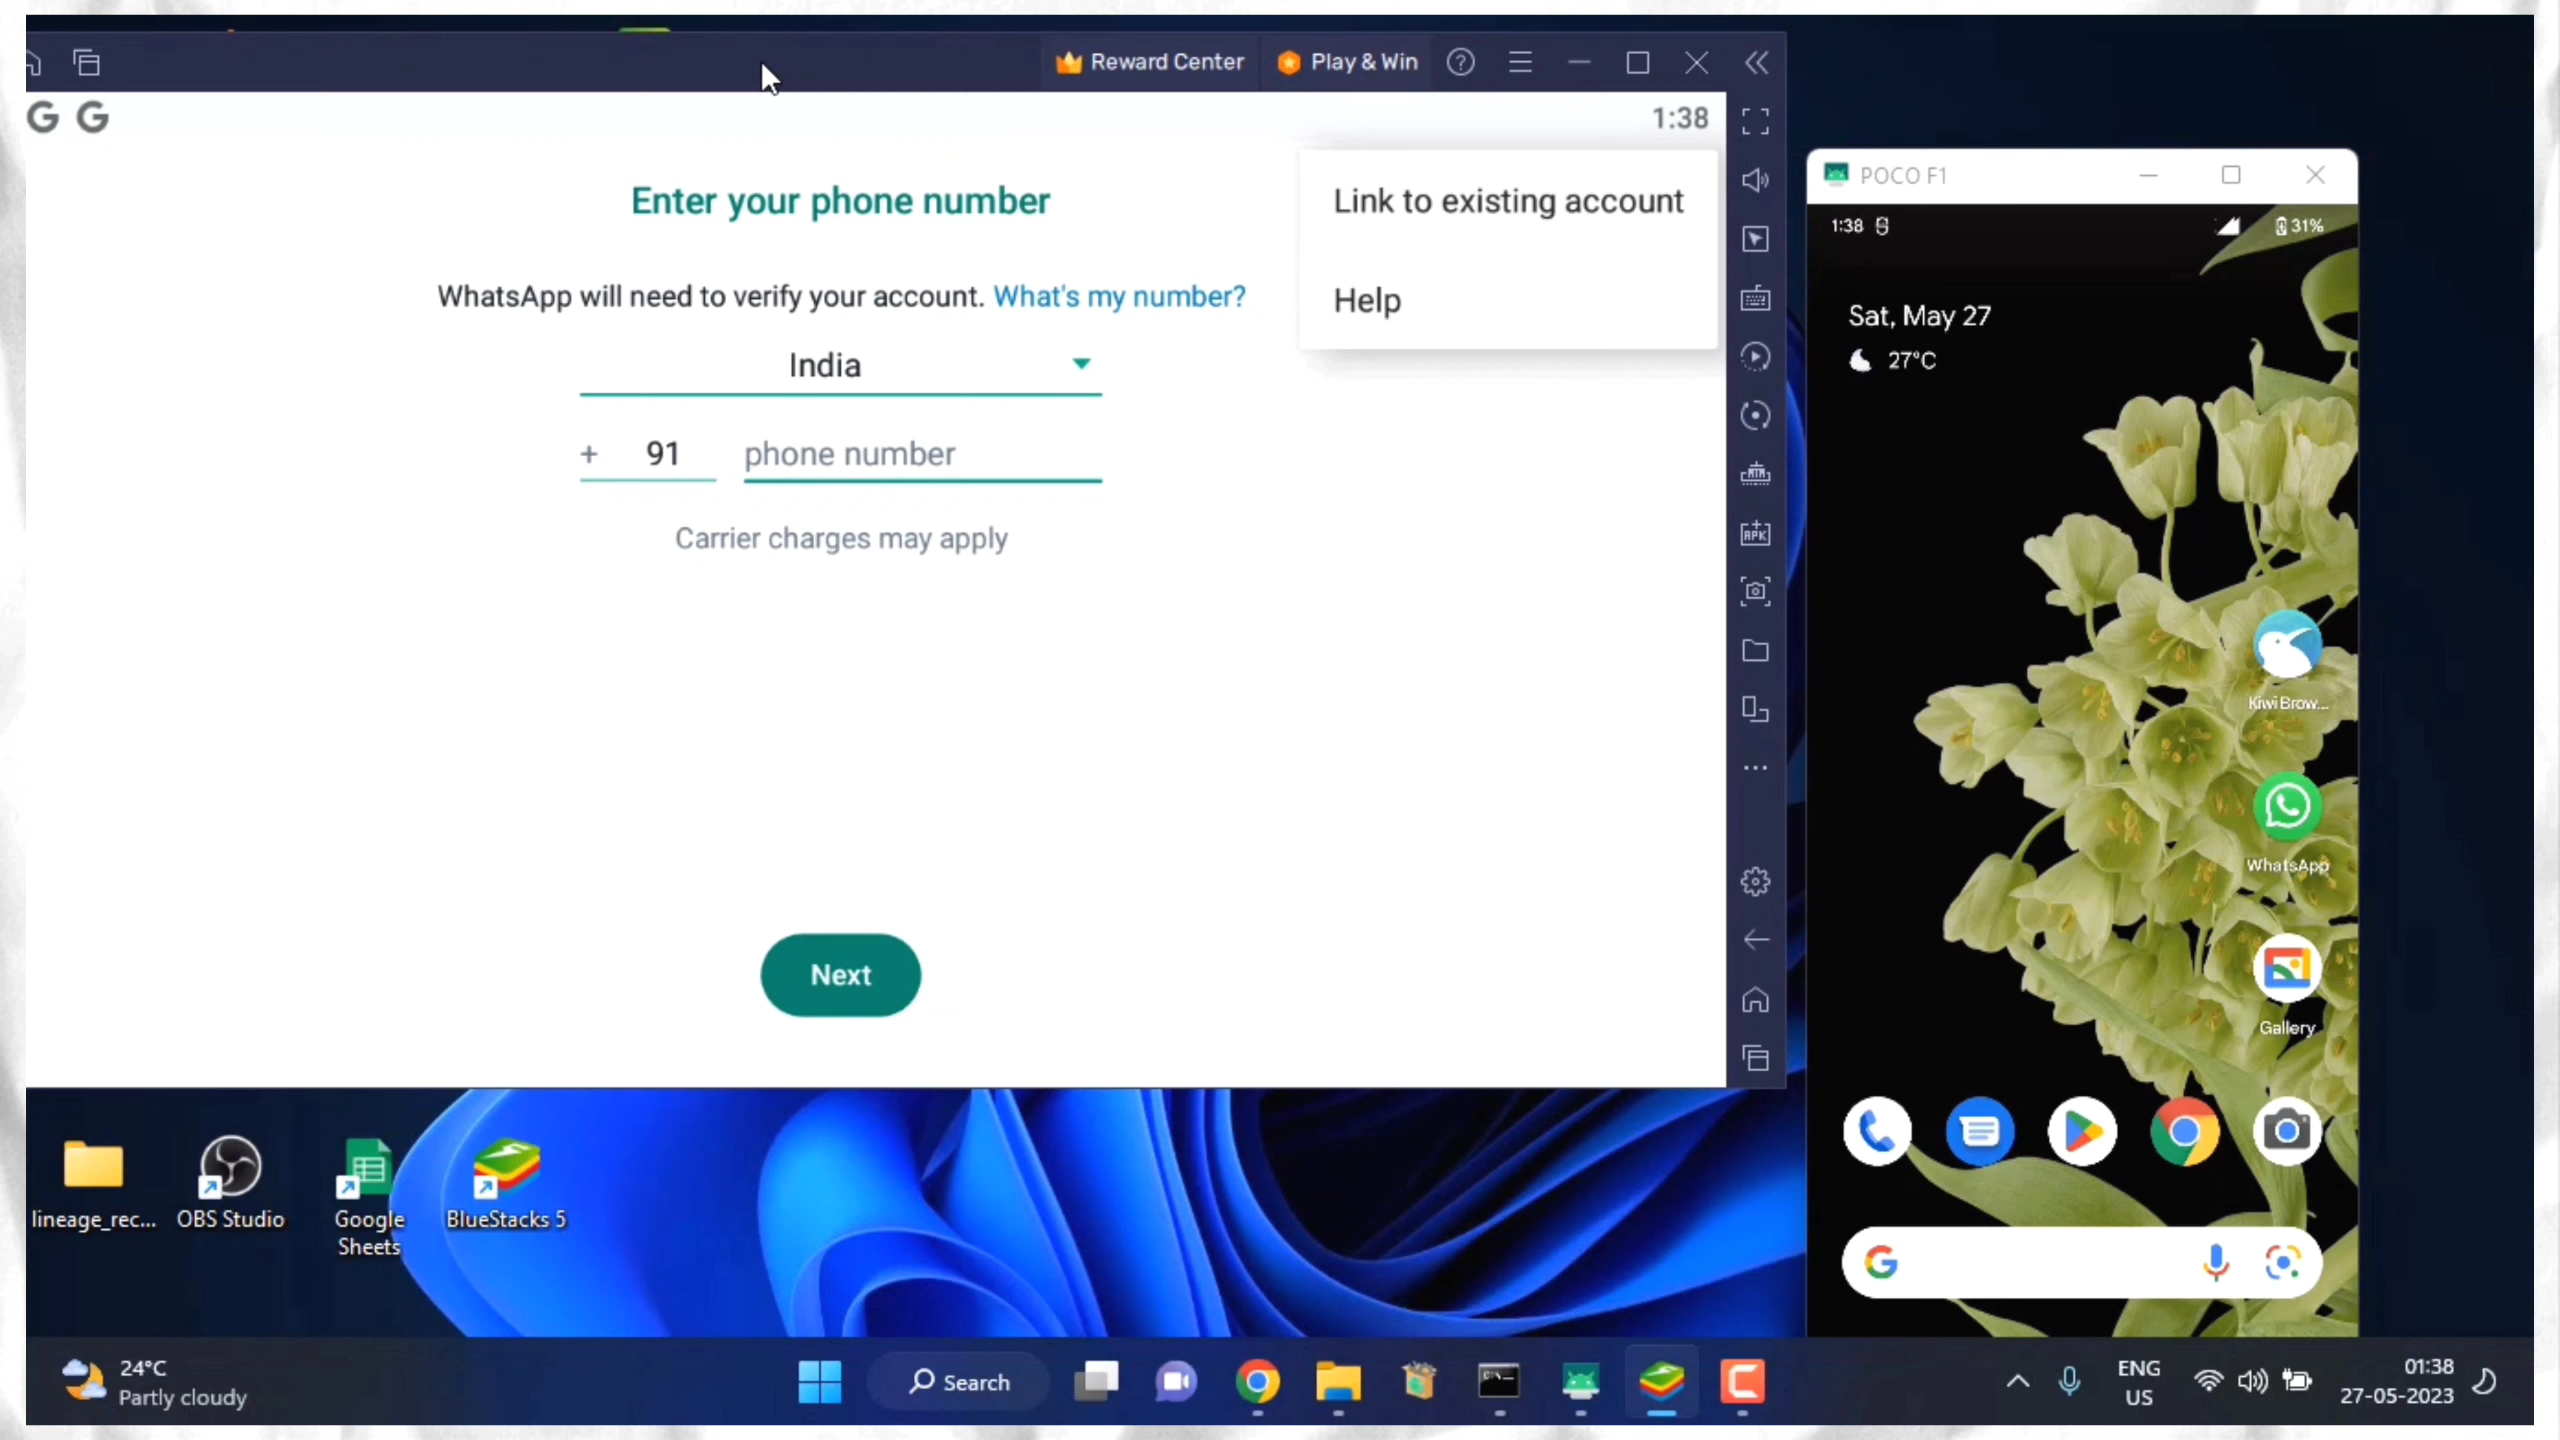 Reward Center
Play & Win
1:38
Enter your phone number
Link to existing account
WhatsApp will need to verify your account. What's my number?
Help
India
+ 91 phone number
Carrier charges may apply
Next
POCO F1
1:38
31%
Sat, May 27
27°C
Kiwi Brow...
WhatsApp
Gallery
lineage_rec...
OBS Studio
Google
Sheets
BlueStacks 5
24°C
Partly cloudy
Search
ENG
US
01:38
27-05-2023